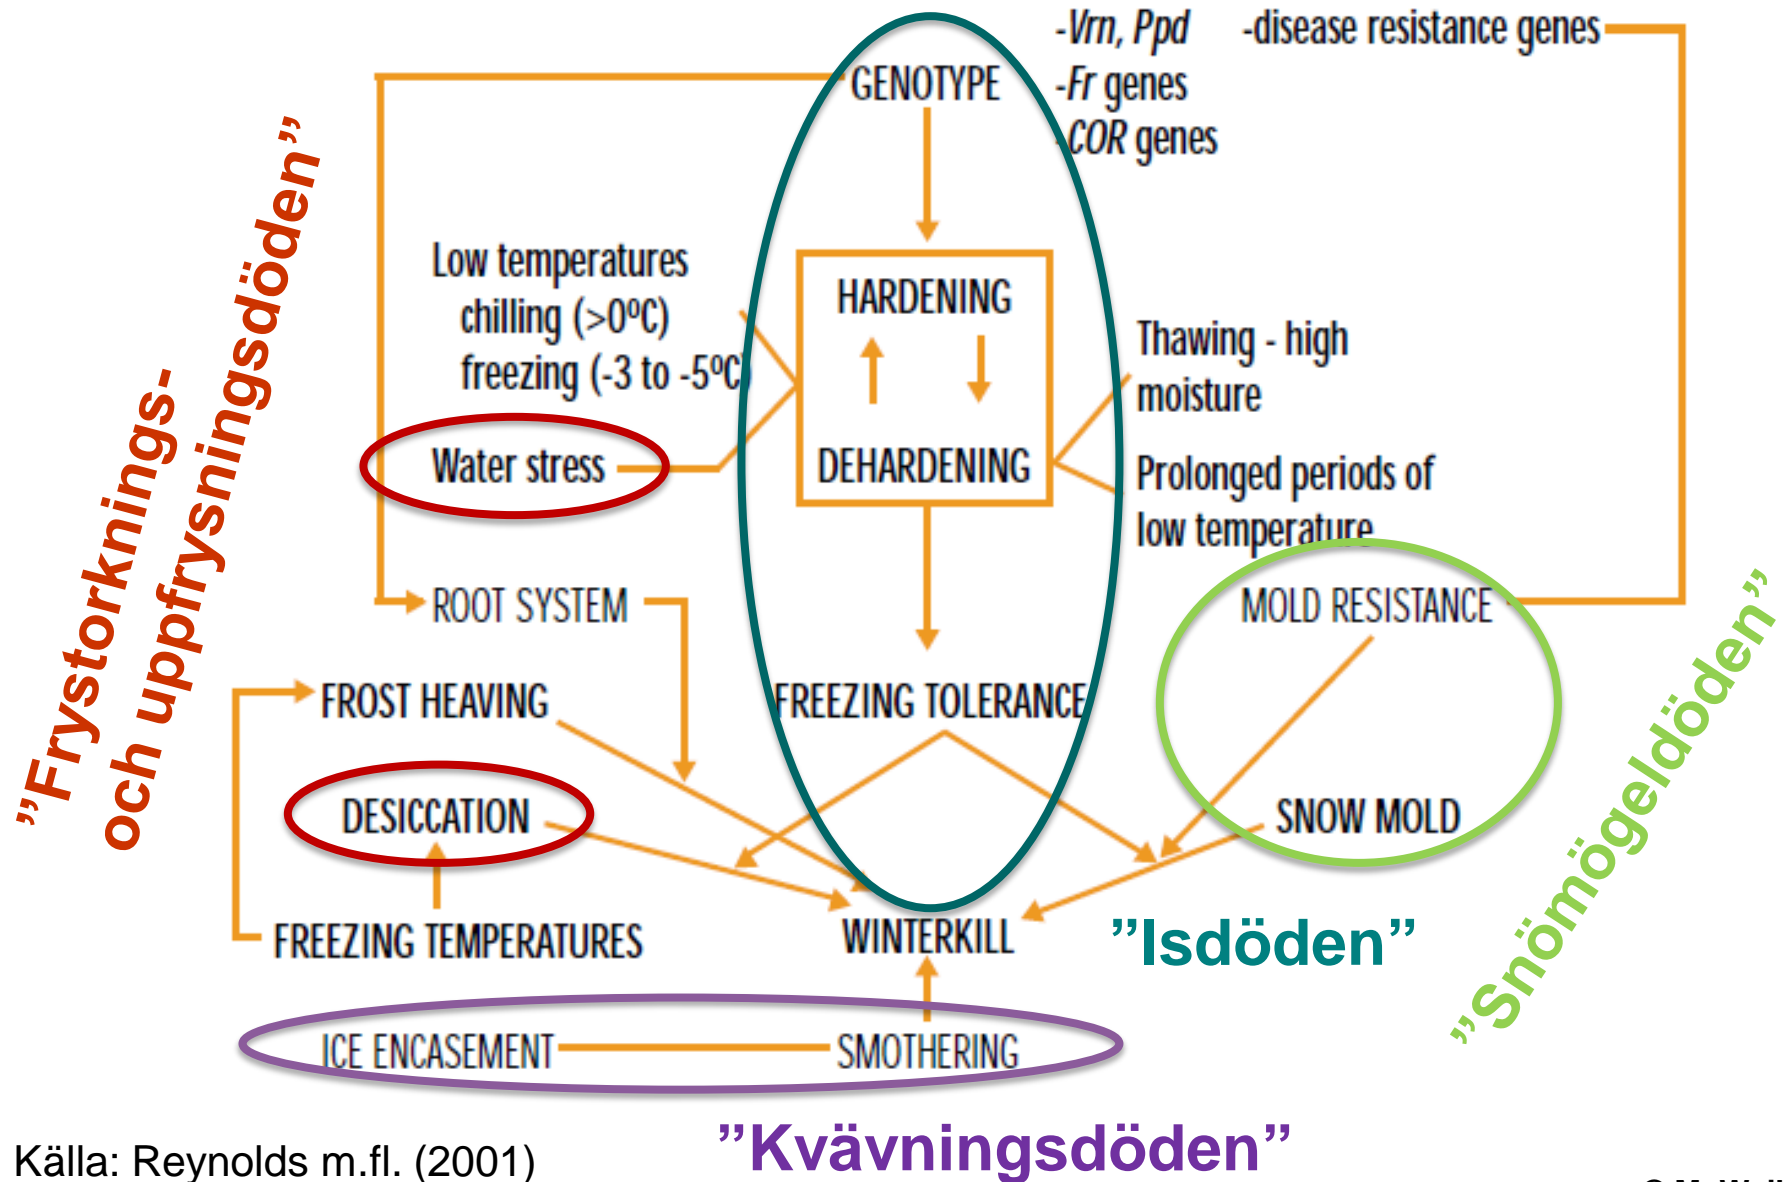 -Vrn, Ppd
-disease resistance genes
GENOTYPE
-Fr genes
-COR genes
”Frystorknings-
och uppfrysningsdöden”
Low temperatures
chilling (>0ºC)
freezing (-3 to -5ºC)
HARDENING
Thawing - high
moisture
Water stress
DEHARDENING
Prolonged periods of
low temperature
ROOT SYSTEM
MOLD RESISTANCE
FROST HEAVING
FREEZING TOLERANCE
DESICCATION
SNOW MOLD
”Snömögeldöden”
FREEZING TEMPERATURES
WINTERKILL
”Isdöden”
ICE ENCASEMENT
SMOTHERING
”Kvävningsdöden”
Källa: Reynolds m.fl. (2001)